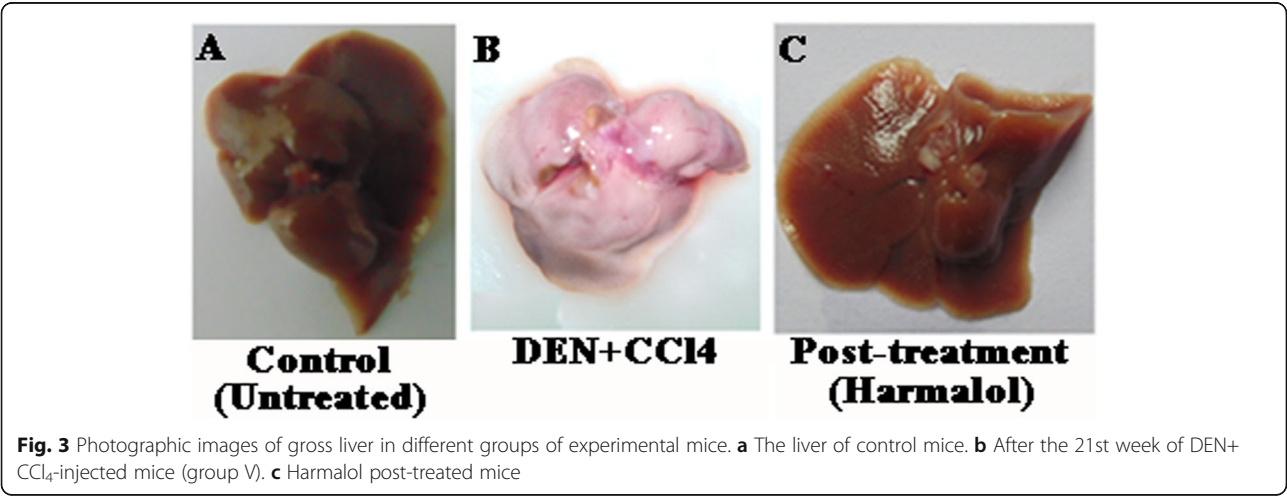 A
B
C
Control
(Untreated)
DEN+CCl4
Post-treatment
(Harmalol)
Fig. 3 Photographic images of gross liver in different groups of experimental mice. a The liver of control mice. b After the 21st week of DEN+
CCl₄-injected mice (group V). c Harmalol post-treated mice